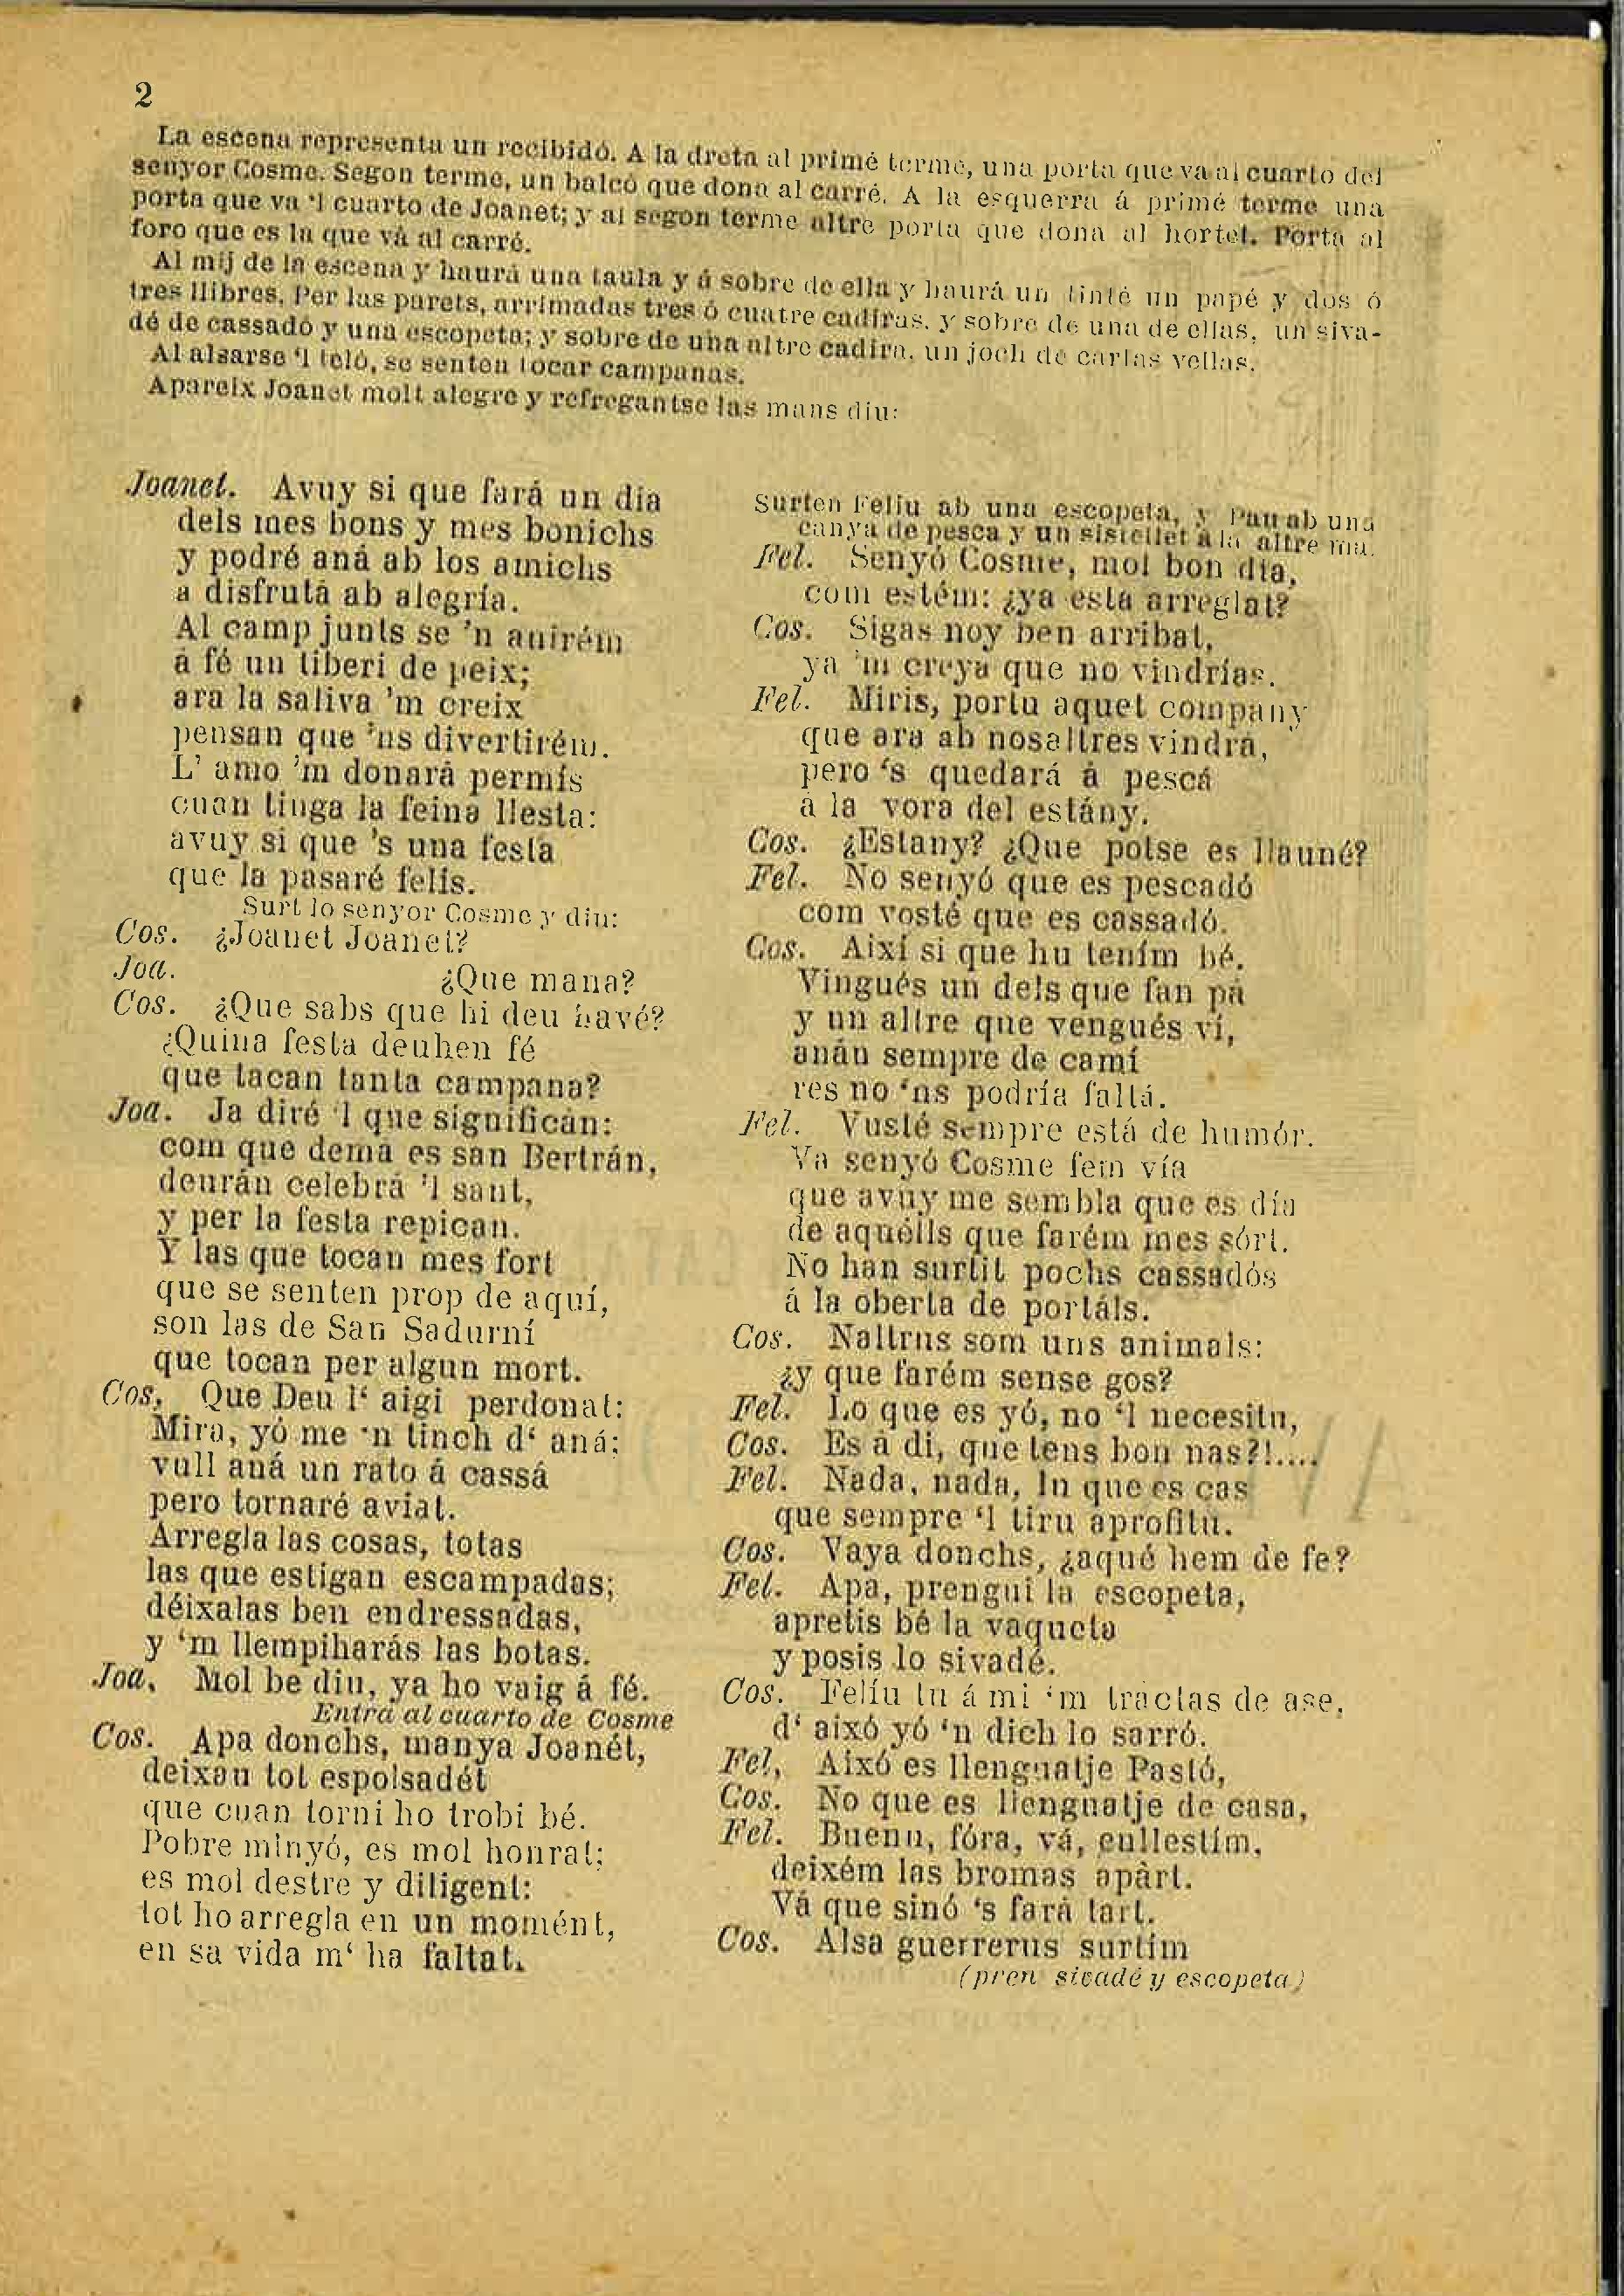 2
La escena representa un recibidó. A la dreta al primé terme, una porta que va al cuarto del
senyor Cosme. Segon terme, un balcó que dona al carré. A la esquerra á primé terme una
porta que va 'l cuarto de Joanet; y al segon terme altre porta que dona al hortet. Porta al
foro que es la que vá al carré.
Al mij de la escena y haurá una taula y á sobre de ella y haurá un tinté un papé y dos ó
tres llibres. Per las parets, arrimadas tres ó cuatre cadiras. y sobre de una de ellas, un siva-
dé de cassadó y una escopeta; y sobre de una altre cadira, un joch de cartas vellas.
Al alsarse 'l teló, se senten tocar campanas.
Apareix Joanet molt alegre y refregantse las mans diu:
Joanet. Avuy si que fará un dia
dels mes bons y mes bonichs
y podré aná ab los amichs
a disfrutá ab alegría.
Al camp junts se 'n anirém
á fé un tiberi de peix;
ara la saliva 'm creix
pensan que 'ns divertirém.
L' amo 'm donará permís
cuan tinga la feina llesta:
avuy si que 's una festa
que la pasaré felis.
Surt lo senyor Cosme y diu:
Cos. ¿Joanet Joanet?
Joa. ¿Que mana?
Cos. ¿Que sabs que hi deu havé?
¿Quina festa deuhen fé
que tacan tanta campana?
Joa. Ja diré 'l que significan:
com que demá es san Bertrán,
deurán celebrá 'l sant,
y per la festa repican.
Y las que tocan mes fort
que se senten prop de aquí,
son las de San Sadurní
que tocan per algun mort.
Cos. Que Deu l‘ aigi perdonat:
Mira, yó me 'n tinch d‘ aná;
vull aná un rato á cassá
pero tornaré aviat.
Arregla las cosas, totas
las que estigan escampadas;
déixalas ben endressadas,
y ‘m llempiharás las botas.
Joa. Mol be diu, ya ho vaig á fé.
Entra al cuarto de Cosme
Cos. Apa donchs, manya Joanét,
deixau tot espolsadét
que cuan torni ho trobi bé.
Pobre minyó, es mol honrat;
es mol destre y diligent:
tot ho arregla en un momént,
en sa vida m‘ ha faltat.
Surten Feliu ab una escopeta, y Pau ab una
canya de pesca y un sistellet á la altre má.
Fel. Senyó Cosme, mol bon dia,
com estém: ¿ya esta arreglat?
Cos. Sigas noy ben arribat,
ya 'm creya que no vindrías.
Fel. Miris, portu aquet company
que ara ab nosaltres vindrá,
pero ‘s quedará á pescá
á la vora del estány.
Cos. ¿Estany? ¿Que potse es llauné?
Fel. No senyó que es pescadó
com vosté que es cassadó.
Cos. Així si que hu tením bé.
Vingués un dels que fan pá
y un altre que vengués ví,
anán sempre de camí
res no ‘ns podría faltá.
Fel. Vusté sempre está de humór.
Va senyó Cosme fem vía
que avuy me sembla que es día
de aquélls que farém mes sórt.
No han surtit pochs cassadós
á la oberta de portáls.
Cos. Naltrus som uns animals:
¿y que farém sense gos?
Fel. Lo que es yó, no ‘l necesitu,
Cos. Es á di, que tens bon nas?!....
Fel. Nada, nada, lu que es cas
que sempre ‘l tiru aprofitu.
Cos. Vaya donchs, ¿aqué hem de fe?
Fel. Apa, prengui la escopeta,
apretis bé la vaqueta
y posis lo sivadé.
Cos. Felíu tu á mi ‘m tractas de ase,
d‘ aixó yó ‘n dich lo sarró.
Fel, Aixó es llenguatje Pastó,
Cos. No que es llenguatje de casa,
Fel. Buenu, fóra, vá, enllestím,
deixém las bromas apárt.
Vá que sinó ‘s fará tart.
Cos. Alsa guerrerus surtím
(pren sivadé y escopeta)